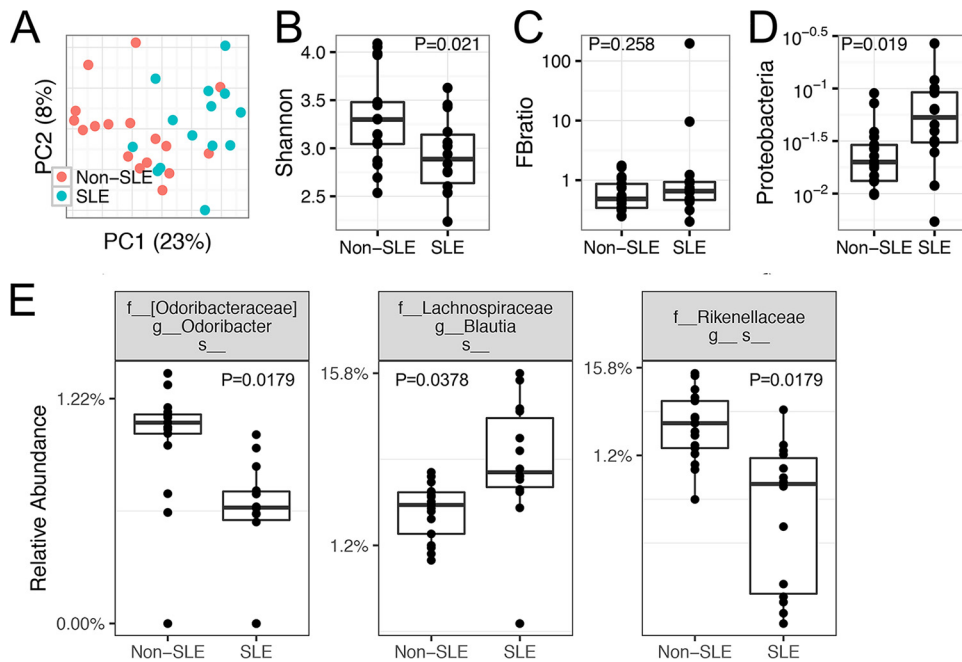 A
PC2 (8%)
Non−SLE
SLE
PC1 (23%)
B
P=0.021
Shannon
4.0
3.5
3.0
2.5
Non−SLE SLE
C
P=0.258
FBratio
100
1
Non−SLE SLE
D
P=0.019
Proteobacteria
10^−0.5
10^−1
10^−1.5
10^−2
Non−SLE SLE
E
Relative Abundance
f__[Odoribacteraceae]
g__Odoribacter
s__
P=0.0179
1.22%
0.00%
Non−SLE SLE
f__Lachnospiraceae
g__Blautia
s__
P=0.0378
15.8%
1.2%
Non−SLE SLE
f__Rikenellaceae
g__ s__
P=0.0179
15.8%
1.2%
Non−SLE SLE